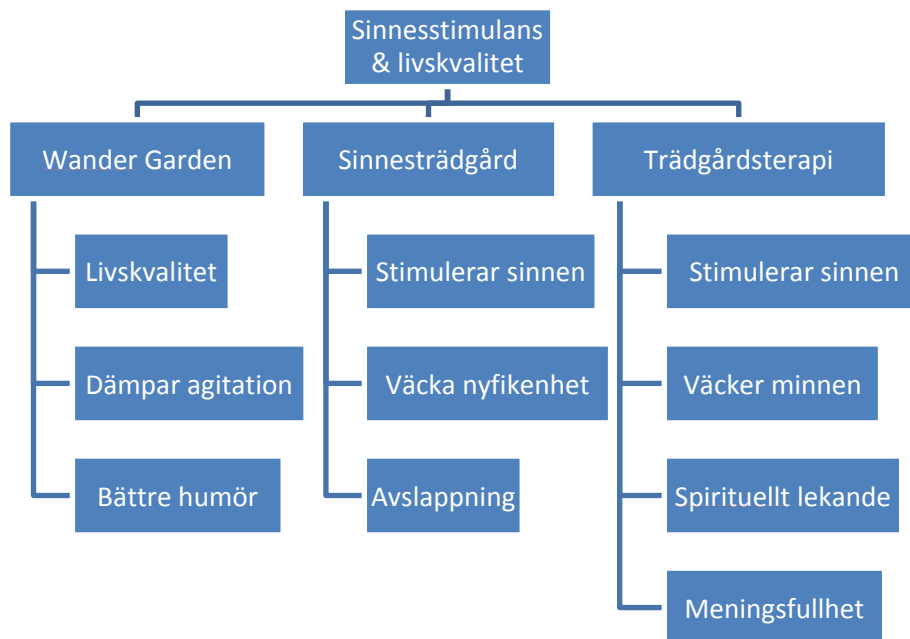 Sinnesstimulans
& livskvalitet
Wander Garden
Sinnesträdgård
Trädgårdsterapi
Livskvalitet
Stimulerar sinnen
Stimulerar sinnen
Dämpar agitation
Väcka nyfikenhet
Väcker minnen
Bättre humör
Avslappning
Spirituellt lekande
Meningsfullhet